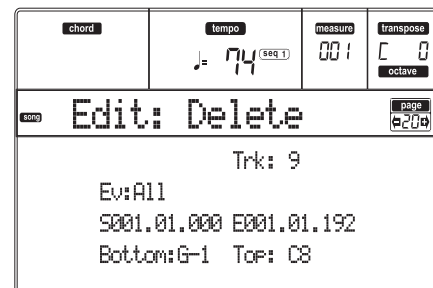 chord tempo measure transpose
♩= 74 seq 1 001 C 0
octave
song Edit: Delete page
20
Trk: 9
Ev:All
S001.01.000 E001.01.192
Bottom:G-1 Top: C8